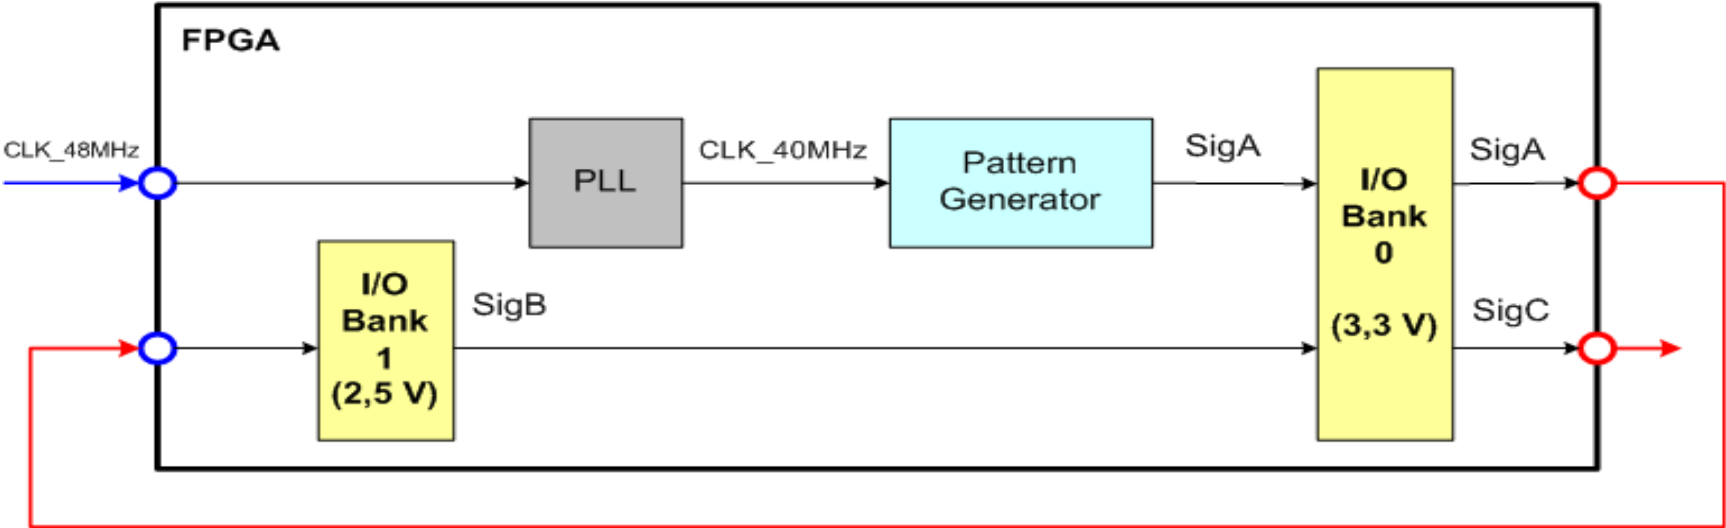 FPGA
CLK_48MHz
PLL
CLK_40MHz
Pattern
Generator
SigA
I/O
Bank
0
(3,3 V)
SigA
SigC
I/O
Bank
1
(2,5 V)
SigB